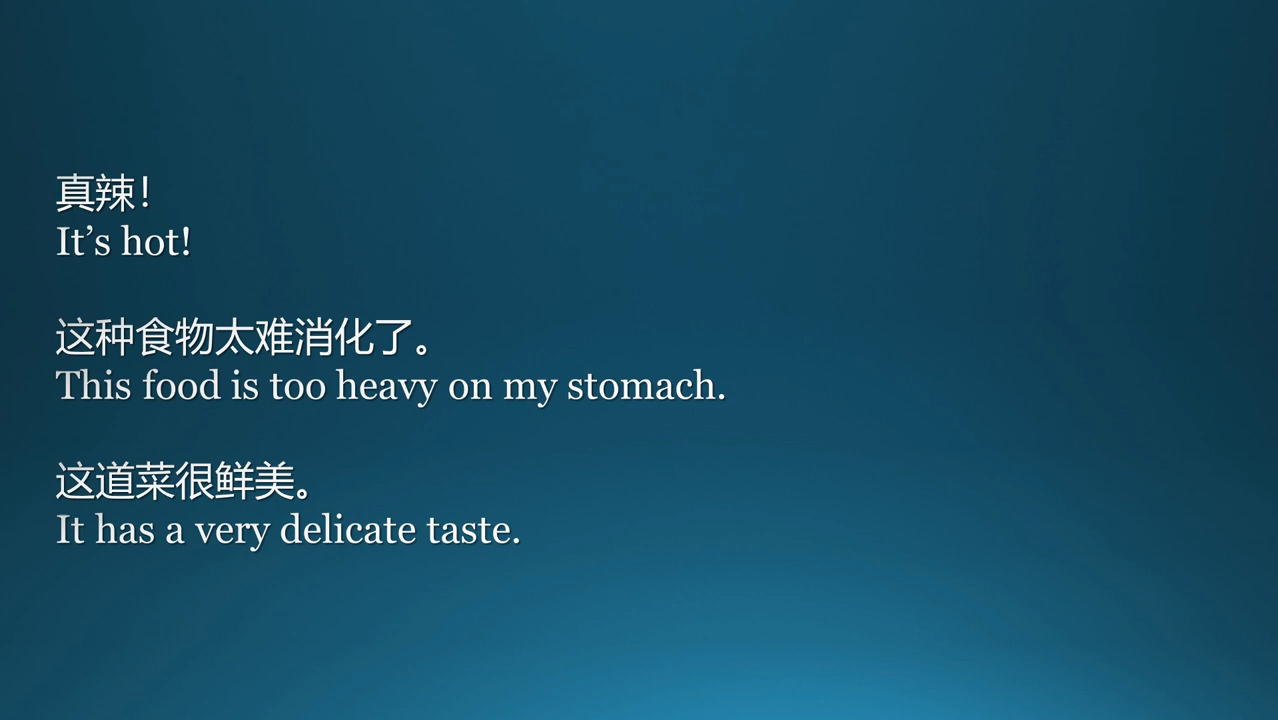 真辣！
It’s hot!
这种食物太难消化了。
This food is too heavy on my stomach.
这道菜很鲜美。
It has a very delicate taste.